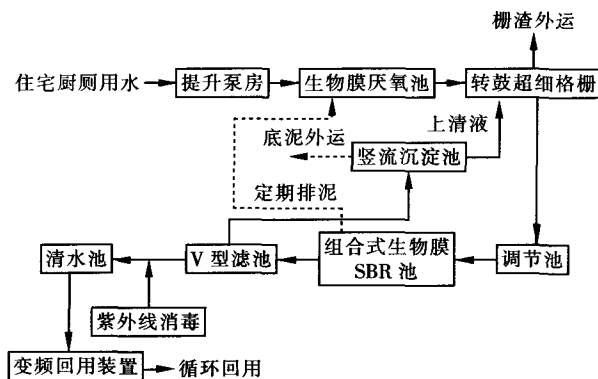 栅渣外运
住宅厨厕用水
提升泵房
生物膜厌氧池
转鼓超细格栅
上清液
底泥外运
竖流沉淀池
定期排泥
清水池
V 型滤池
组合式生物膜
SBR 池
调节池
紫外线消毒
变频回用装置
循环回用